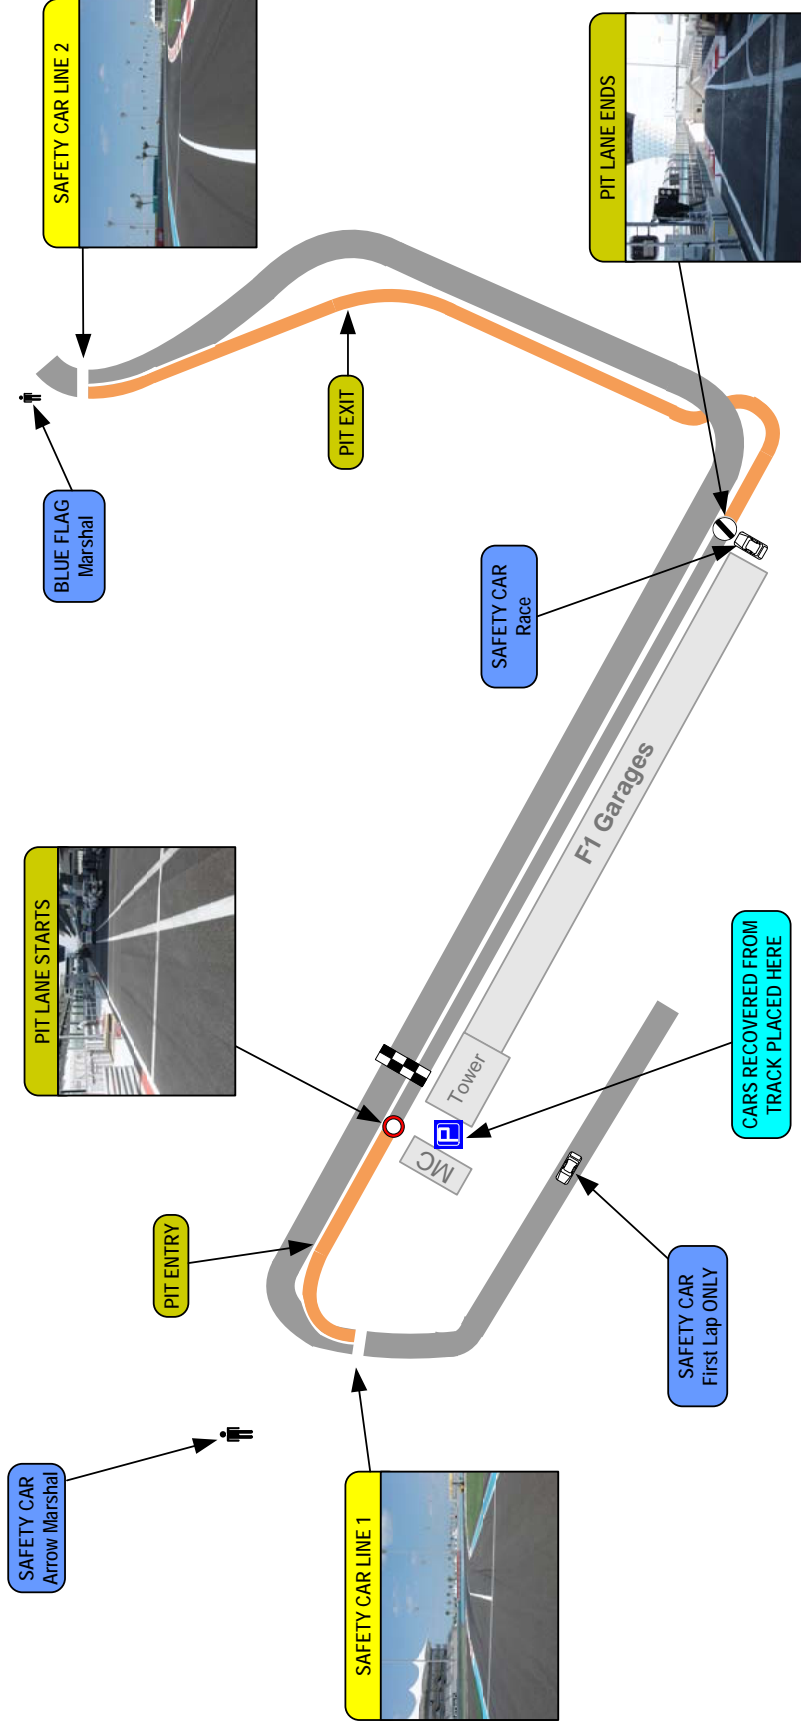 SAFETY CAR
Arrow Marshal
SAFETY CAR LINE 1
PIT ENTRY
PIT LANE STARTS
BLUE FLAG
Marshal
SAFETY CAR LINE 2
PIT EXIT
SAFETY CAR
Race
PIT LANE ENDS
F1 Garages
Tower
MC
P
CARS RECOVERED FROM
TRACK PLACED HERE
SAFETY CAR
First Lap ONLY